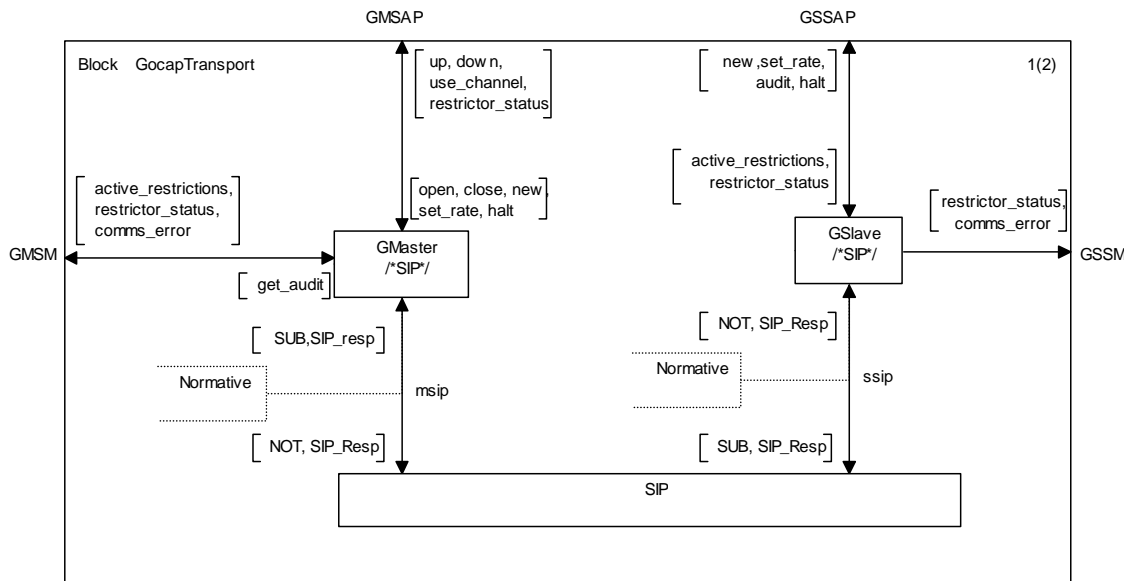 GMSAP
GSSAP
Block GocapTransport
1(2)
up, down,
use_channel,
restrictor_status
new ,set_rate,
audit, halt
active_restrictions,
restrictor_status,
comms_error
open, close, new ,
set_rate, halt
active_restrictions,
restrictor_status
restrictor_status,
comms_error
GMSM
GMaster
/*SIP*/
GSlave
/*SIP*/
GSSM
get_audit
SUB,SIP_resp
NOT, SIP_Resp
Normative
msip
Normative
ssip
NOT, SIP_Resp
SUB, SIP_Resp
SIP